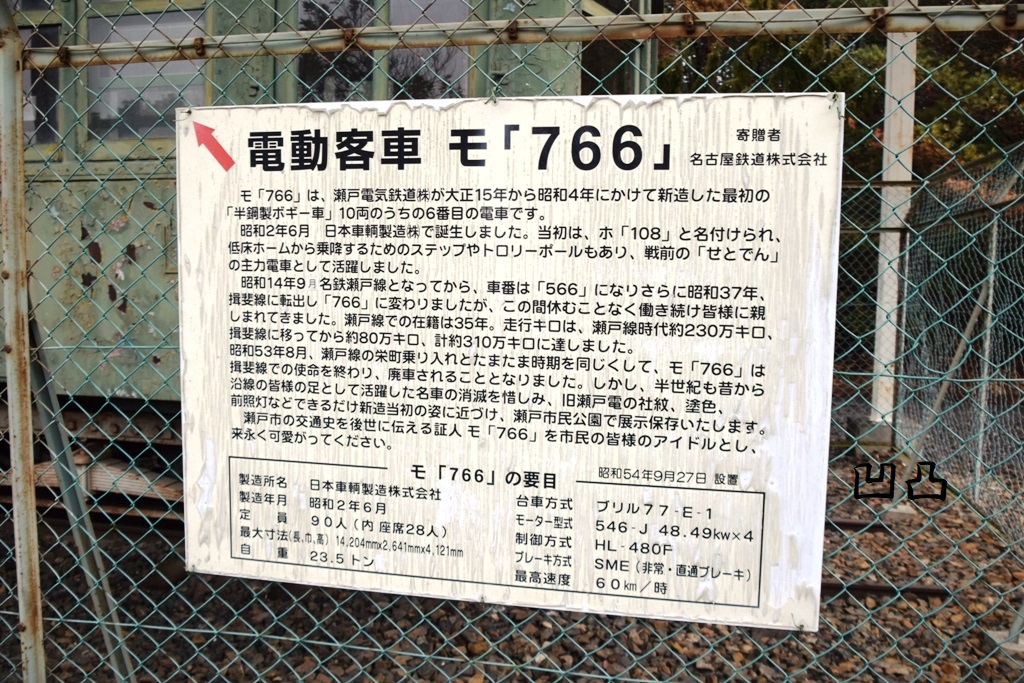 電動客車 モ「766」
寄贈者
名古屋鉄道株式会社
モ「766」は、瀬戸電気鉄道㈱が大正15年から昭和4年にかけて新造した最初の
「半鋼製ボギー車」10両のうちの6番目の電車です。
昭和2年6月 日本車輌製造㈱で誕生しました。当初は、ホ「108」と名付けられ、
低床ホームから乗降するためのステップやトロリーポールもあり、戦前の「せとでん」
の主力電車として活躍しました。
昭和14年9月名鉄瀬戸線となってから、車番は「566」になりさらに昭和37年、
揖斐線に転出し「766」に変わりましたが、この間休むことなく働き続け皆様に親
しまれてきました。瀬戸線での在籍は35年。走行キロは、瀬戸線時代約230万キロ、
揖斐線に移ってから約80万キロ、計約310万キロに達しました。
昭和53年8月、瀬戸線の栄町乗り入れとたまたま時期を同じくして、モ「766」は
揖斐線での使命を終わり、廃車されることとなりました。しかし、半世紀も昔から
沿線の皆様の足として活躍した名車の消滅を惜しみ、旧瀬戸電の社紋、塗色、
前照灯などできるだけ新造当初の姿に近づけ、瀬戸市民公園で展示保存いたします。
瀬戸市の交通史を後世に伝える証人 モ「766」を市民の皆様のアイドルとし、
末永く可愛がってください。
モ「766」の要目
昭和54年9月27日 設置
製造所名 日本車輌製造株式会社
製造年月 昭和2年6月
定員 90人(内 座席28人)
最大寸法(長、巾、高) 14,204mm×2,641mm×4,121mm
自重 23.5トン
台車方式 ブリル77-E-1
モーター型式 546-J 48.49kw×4
制御方式 HL-480F
ブレーキ方式 SME(非常・直通ブレーキ)
最高速度 60km/時
凹凸